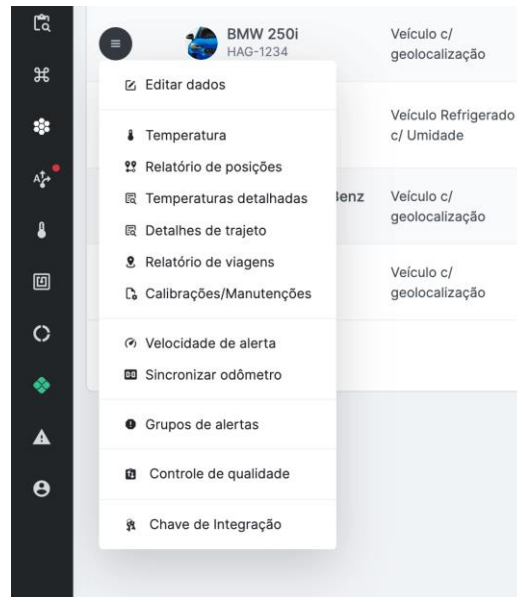 BMW 250i
HAG-1234
Veículo c/
geolocalização
Editar dados
Veículo Refrigerado
c/ Umidade
Temperatura
Relatório de posições
Temperaturas detalhadas
Benz
Veículo c/
geolocalização
Detalhes de trajeto
Relatório de viagens
Calibrações/Manutenções
Veículo c/
geolocalização
Velocidade de alerta
Sincronizar odômetro
Grupos de alertas
Controle de qualidade
Chave de Integração